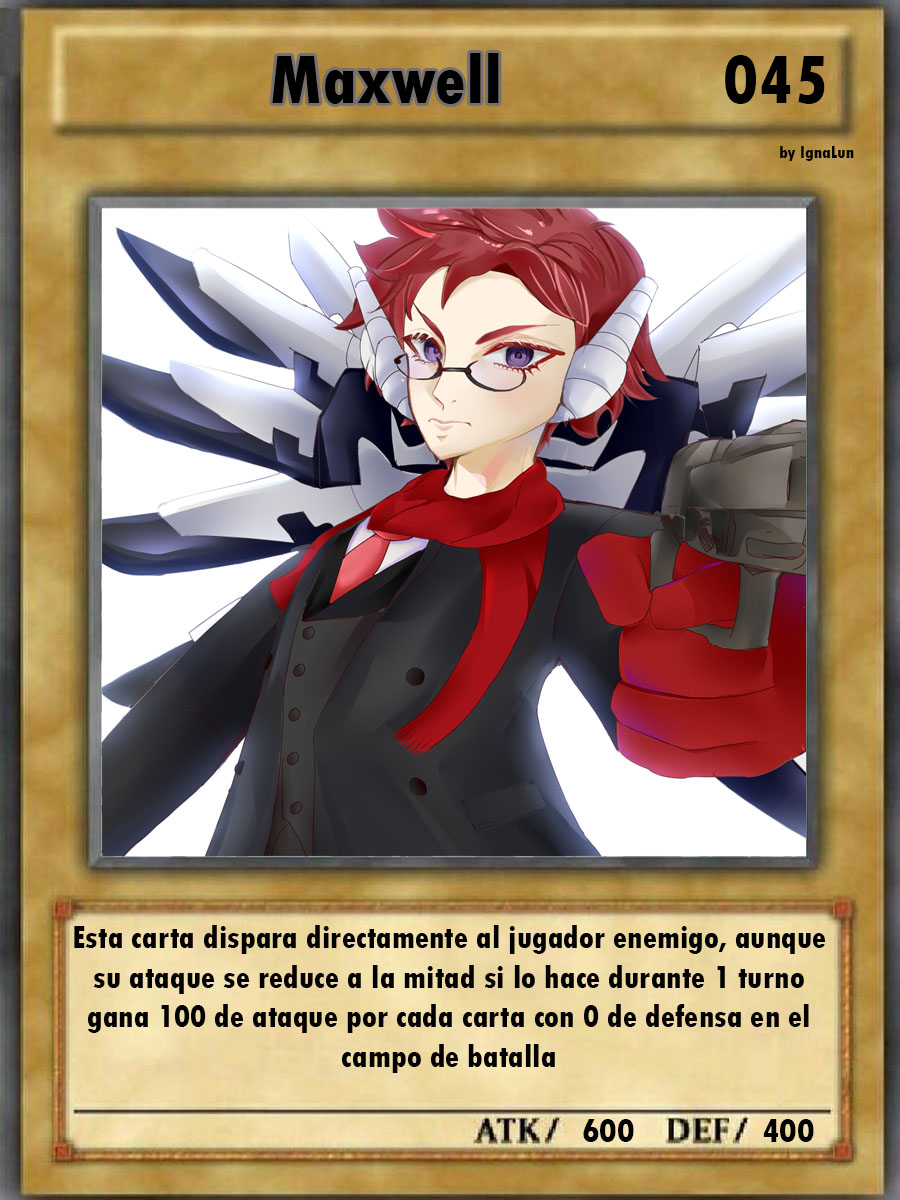 Maxwell 045
by IgnaLun
Esta carta dispara directamente al jugador enemigo, aunque
su ataque se reduce a la mitad si lo hace durante 1 turno
gana 100 de ataque por cada carta con 0 de defensa en el
campo de batalla
ATK/ 600 DEF/ 400